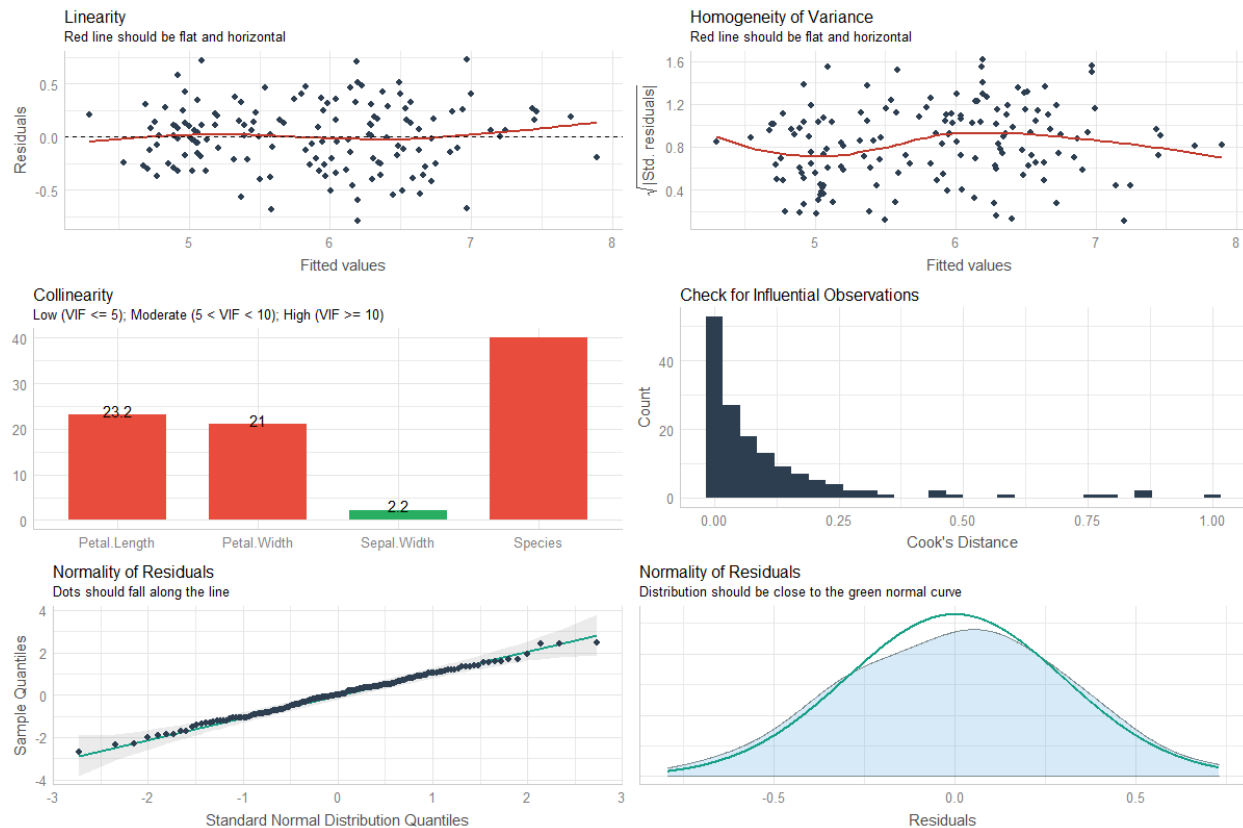 Linearity
Red line should be flat and horizontal
Residuals
0.5
0.0
-0.5
5
6
7
8
Fitted values
Homogeneity of Variance
Red line should be flat and horizontal
√|Std. residuals|
1.6
1.2
0.8
0.4
5
6
7
8
Fitted values
Collinearity
Low (VIF <= 5); Moderate (5 < VIF < 10); High (VIF >= 10)
40
30
20
10
0
23.2
21
2.2
Petal.Length
Petal.Width
Sepal.Width
Species
Check for Influential Observations
Count
40
20
0
0.00
0.25
0.50
0.75
1.00
Cook's Distance
Normality of Residuals
Dots should fall along the line
Sample Quantiles
4
2
0
-2
-4
-3
-2
-1
0
1
2
3
Standard Normal Distribution Quantiles
Normality of Residuals
Distribution should be close to the green normal curve
-0.5
0.0
0.5
Residuals